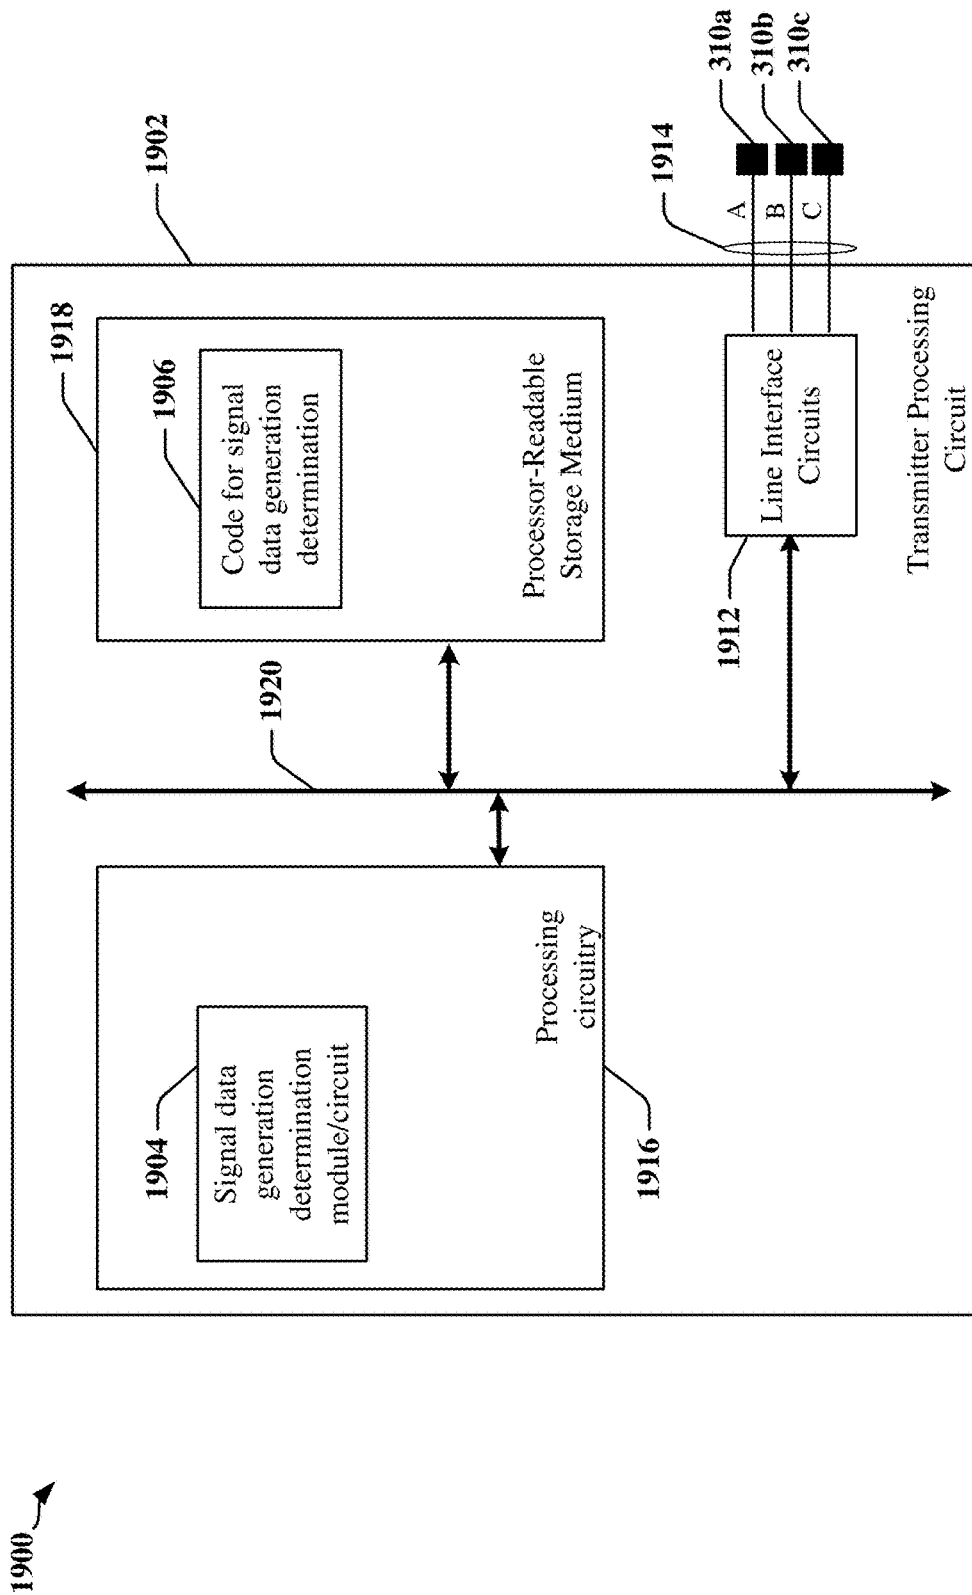 1900
1902
1904
Signal data
generation
determination
module/circuit
Processing
circuitry
1916
1920
1918
1906
Code for signal
data generation
determination
Processor-Readable
Storage Medium
1912
Line Interface
Circuits
1914
A
B
C
310a
310b
310c
Transmitter Processing
Circuit